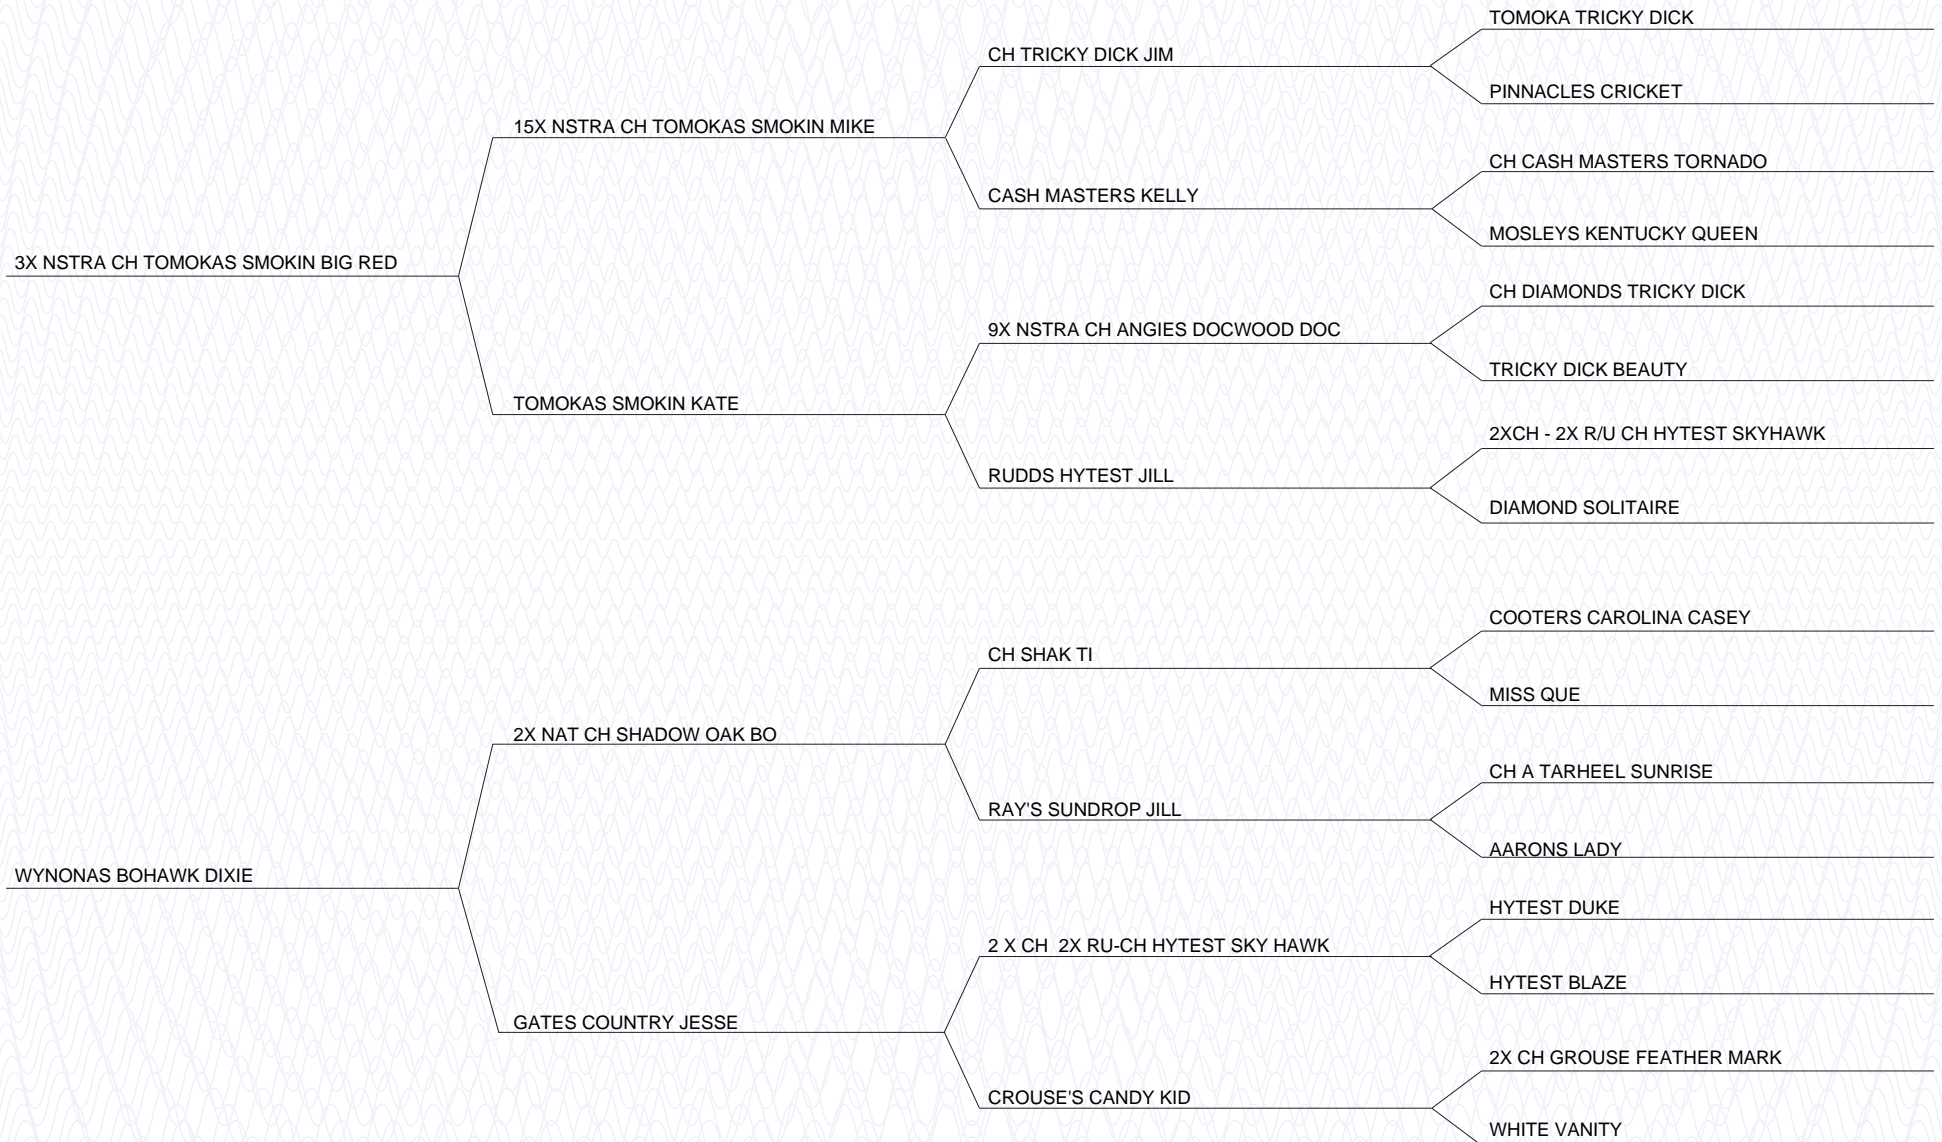 TOMOKA TRICKY DICK
CH TRICKY DICK JIM
PINNACLES CRICKET
15X NSTRA CH TOMOKAS SMOKIN MIKE
CH CASH MASTERS TORNADO
CASH MASTERS KELLY
MOSLEYS KENTUCKY QUEEN
3X NSTRA CH TOMOKAS SMOKIN BIG RED
CH DIAMONDS TRICKY DICK
9X NSTRA CH ANGIES DOCWOOD DOC
TRICKY DICK BEAUTY
TOMOKAS SMOKIN KATE
2XCH - 2X R/U CH HYTEST SKYHAWK
RUDDS HYTEST JILL
DIAMOND SOLITAIRE
COOTERS CAROLINA CASEY
CH SHAK TI
MISS QUE
2X NAT CH SHADOW OAK BO
CH A TARHEEL SUNRISE
RAY'S SUNDROP JILL
AARONS LADY
WYNONAS BOHAWK DIXIE
HYTEST DUKE
2 X CH  2X RU-CH HYTEST SKY HAWK
HYTEST BLAZE
GATES COUNTRY JESSE
2X CH GROUSE FEATHER MARK
CROUSE'S CANDY KID
WHITE VANITY